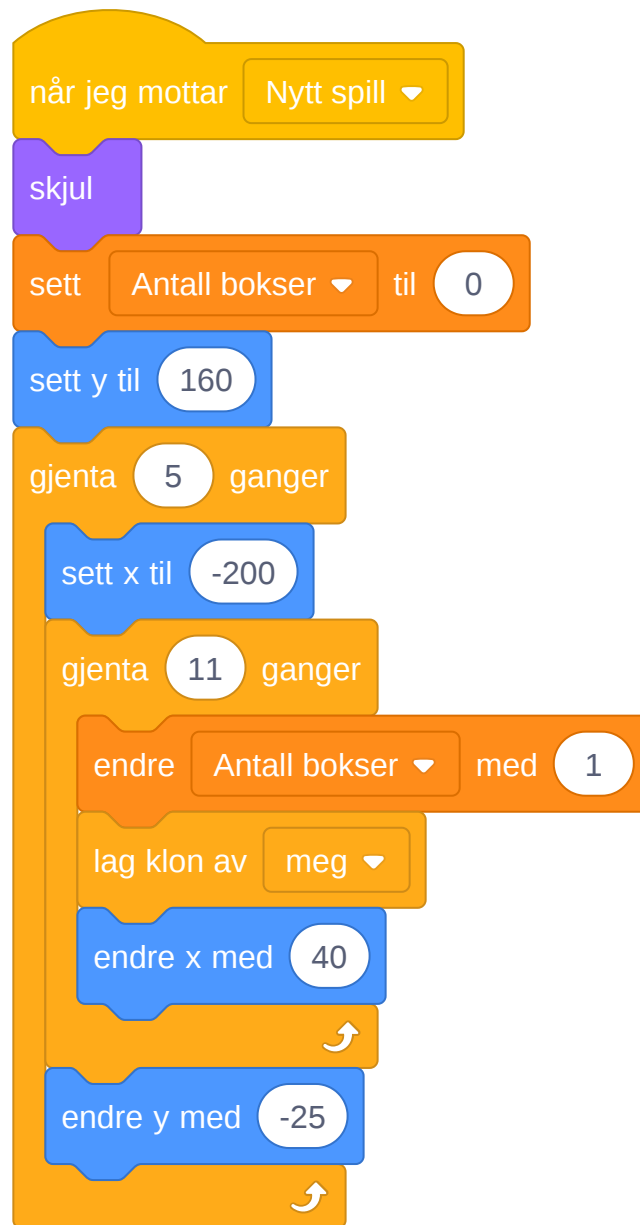 når jeg mottar Nytt spill
skjul
sett Antall bokser til 0
sett y til 160
gjenta 5 ganger
sett x til -200
gjenta 11 ganger
endre Antall bokser med 1
lag klon av meg
endre x med 40
endre y med -25